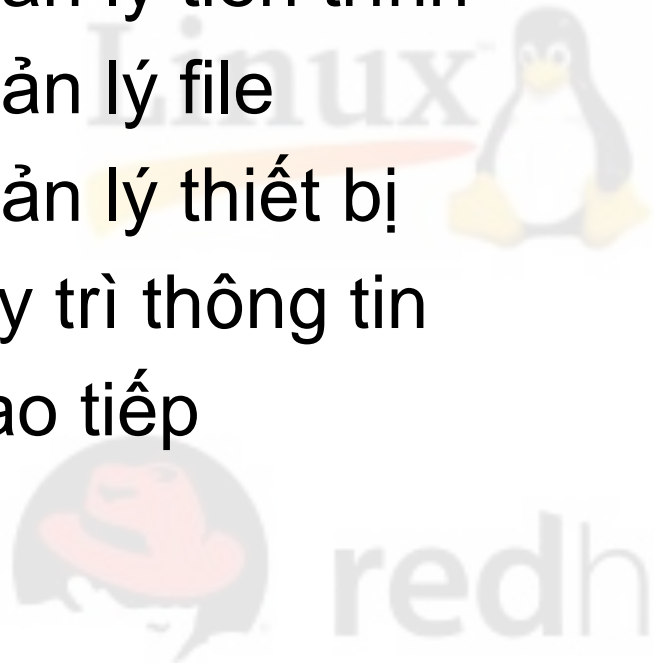 Linux
ản lý file
ản lý thiết bị
y trì thông tin
ao tiếp
redh